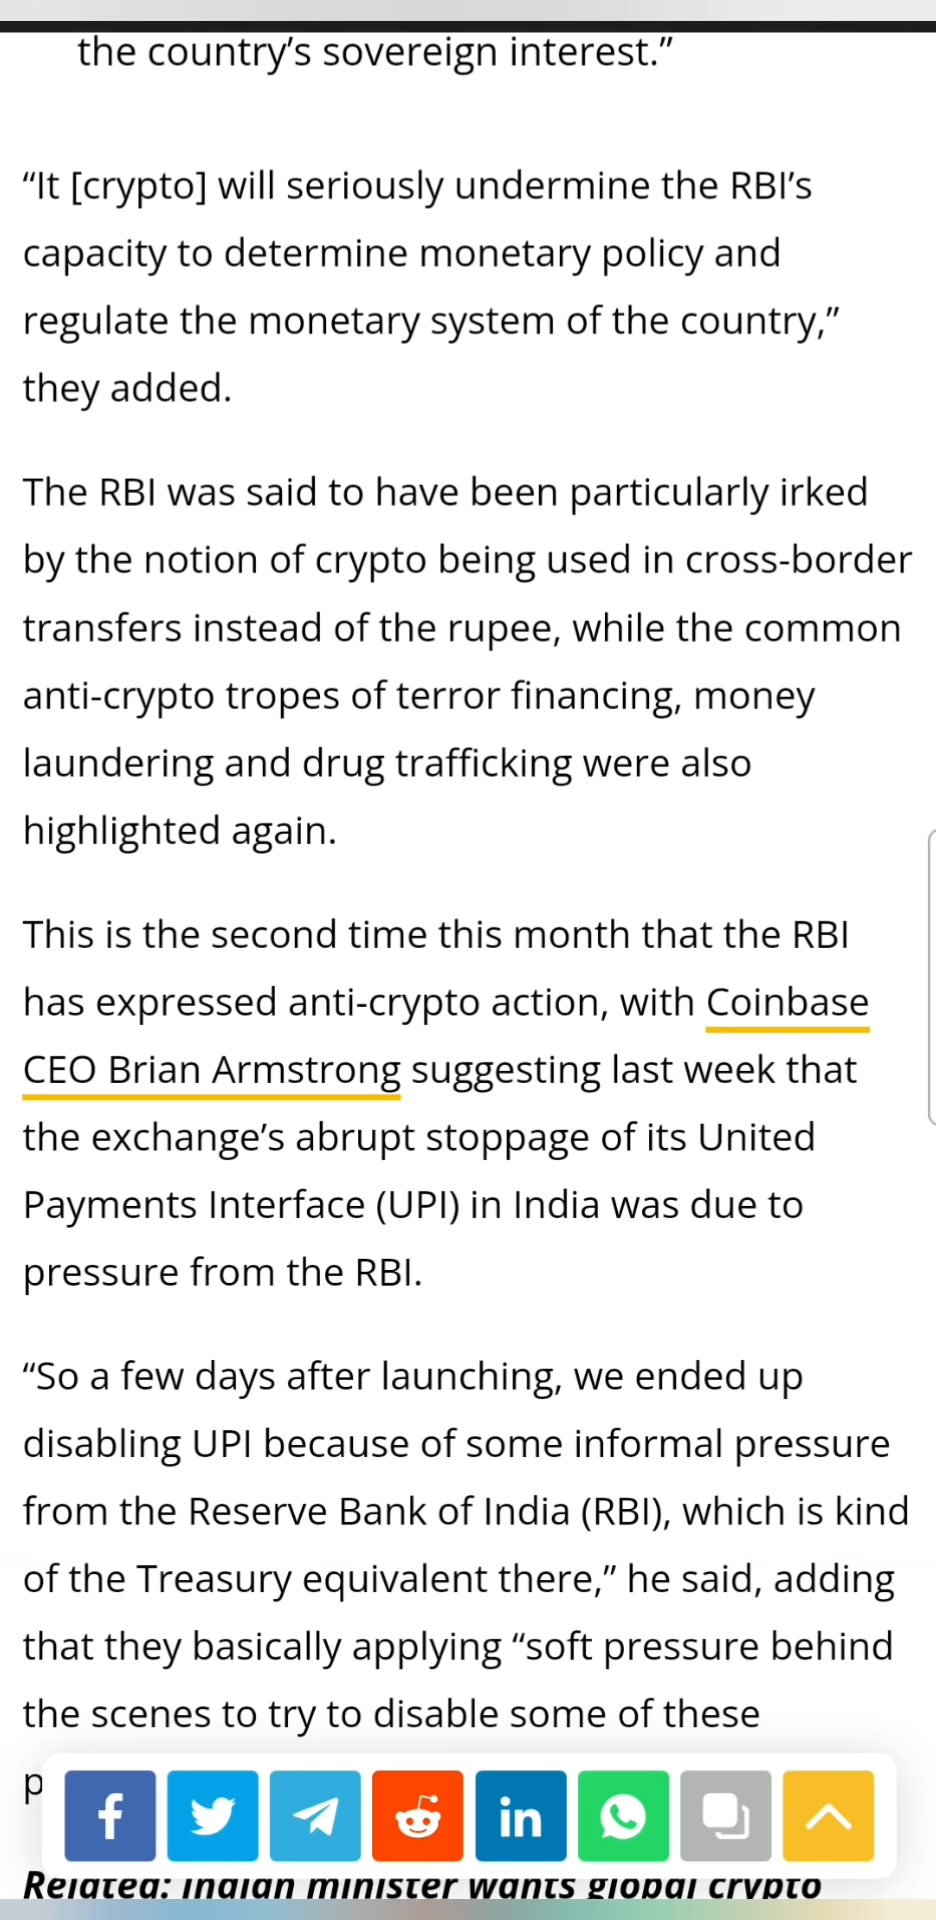 the country’s sovereign interest.”
“It [crypto] will seriously undermine the RBI’s
capacity to determine monetary policy and
regulate the monetary system of the country,”
they added.
The RBI was said to have been particularly irked
by the notion of crypto being used in cross-border
transfers instead of the rupee, while the common
anti-crypto tropes of terror financing, money
laundering and drug trafficking were also
highlighted again.
This is the second time this month that the RBI
has expressed anti-crypto action, with Coinbase
CEO Brian Armstrong suggesting last week that
the exchange’s abrupt stoppage of its United
Payments Interface (UPI) in India was due to
pressure from the RBI.
“So a few days after launching, we ended up
disabling UPI because of some informal pressure
from the Reserve Bank of India (RBI), which is kind
of the Treasury equivalent there,” he said, adding
that they basically applying “soft pressure behind
the scenes to try to disable some of these
Related: Indian minister wants global crypto